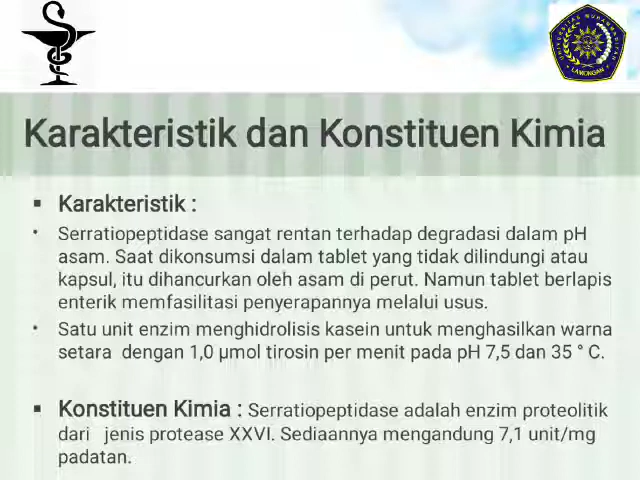 UNIVERSITAS MUHAMMADIYAH
LAMONGAN
Karakteristik dan Konstituen Kimia
▪ Karakteristik :
• Serratiopeptidase sangat rentan terhadap degradasi dalam pH
asam. Saat dikonsumsi dalam tablet yang tidak dilindungi atau
kapsul, itu dihancurkan oleh asam di perut. Namun tablet berlapis
enterik memfasilitasi penyerapannya melalui usus.
• Satu unit enzim menghidrolisis kasein untuk menghasilkan warna
setara dengan 1,0 μmol tirosin per menit pada pH 7,5 dan 35 ° C.
▪ Konstituen Kimia : Serratiopeptidase adalah enzim proteolitik
dari jenis protease XXVI. Sediaannya mengandung 7,1 unit/mg
padatan.